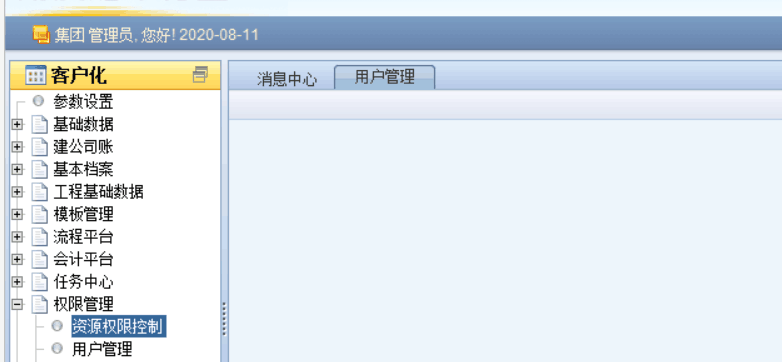 集团 管理员, 您好! 2020-08-11
客户化
消息中心
用户管理
参数设置
基础数据
建公司账
基本档案
工程基础数据
模板管理
流程平台
会计平台
任务中心
权限管理
资源权限控制
用户管理